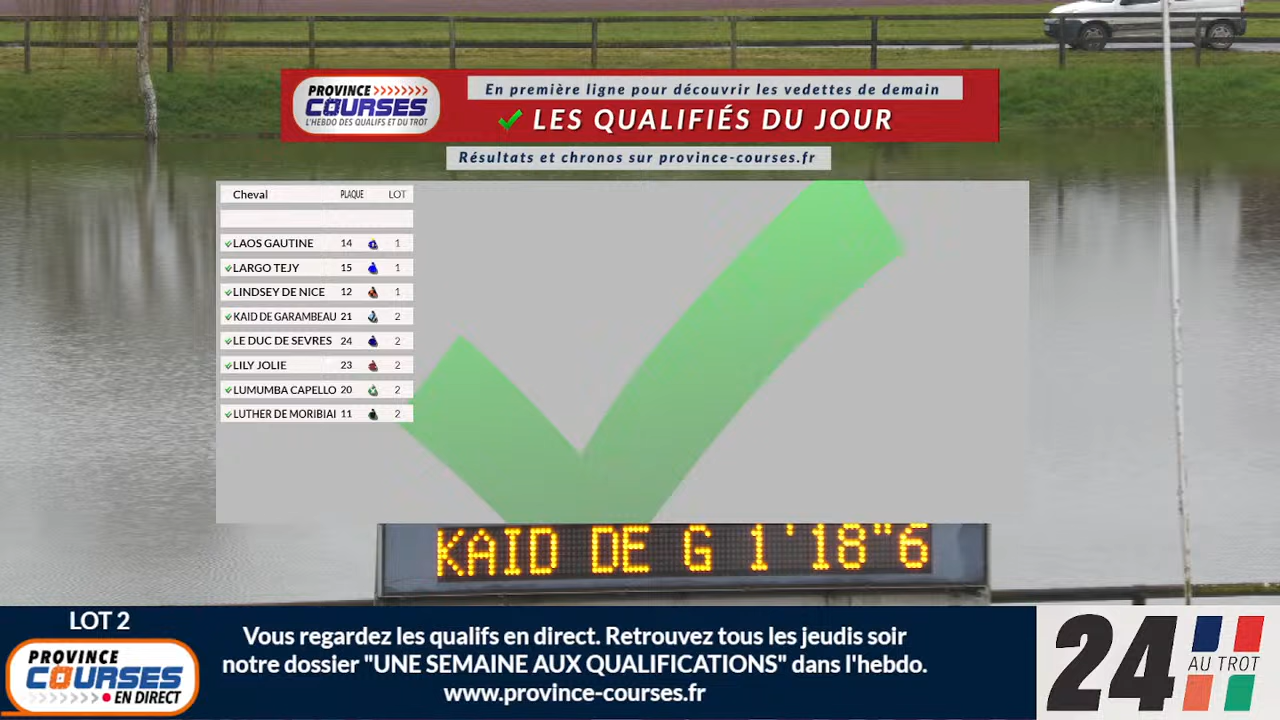 PROVINCE
COURSES
L'HEBDO DES QUALIFS ET DU TROT
En première ligne pour découvrir les vedettes de demain
LES QUALIFIÉS DU JOUR
Résultats et chronos sur province-courses.fr
Cheval PLAQUE LOT
LAOS GAUTINE 14 1
LARGO TEJY 15 1
LINDSEY DE NICE 12 1
KAID DE GARAMBEAU 21 2
LE DUC DE SEVRES 24 2
LILY JOLIE 23 2
LUMUMBA CAPELLO 20 2
LUTHER DE MORIBIAI 11 2
KAID DE G 1'18"6
LOT 2
PROVINCE
COURSES
EN DIRECT
Vous regardez les qualifs en direct. Retrouvez tous les jeudis soir
notre dossier "UNE SEMAINE AUX QUALIFICATIONS" dans l'hebdo.
www.province-courses.fr
24 AU TROT